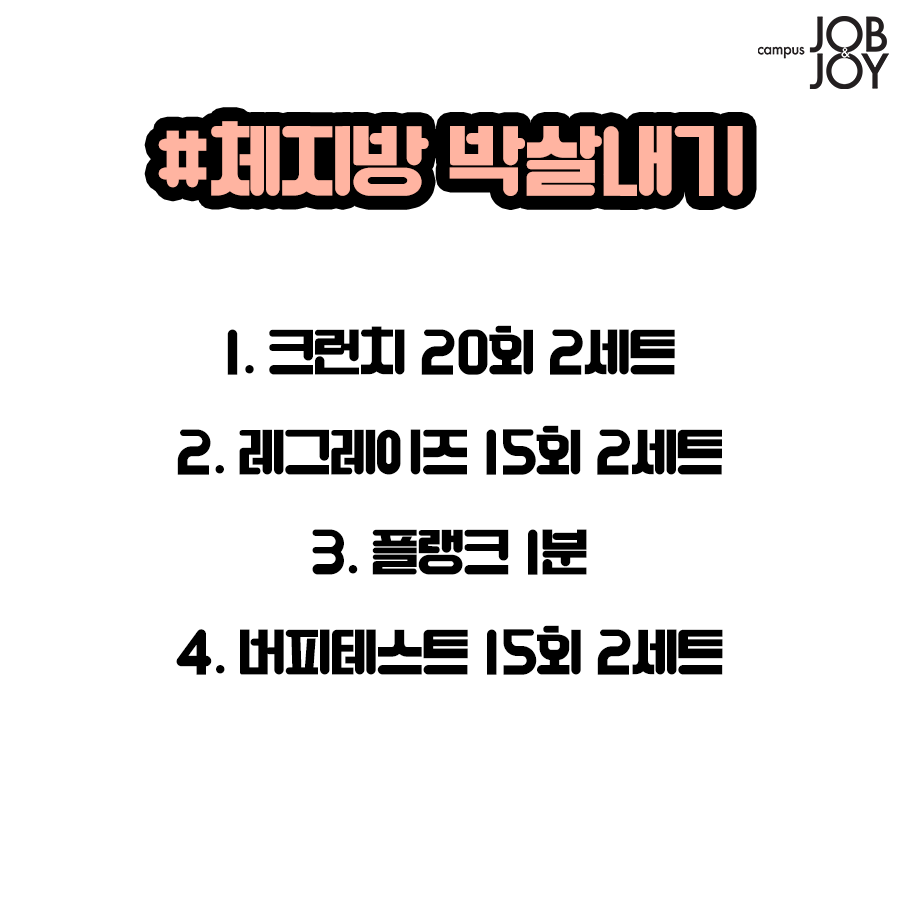 campus JOB
&
JOY
#체지방 박살내기
1. 크런치 20회 2세트
2. 레그레이즈 15회 2세트
3. 플랭크 1분
4. 버피테스트 15회 2세트